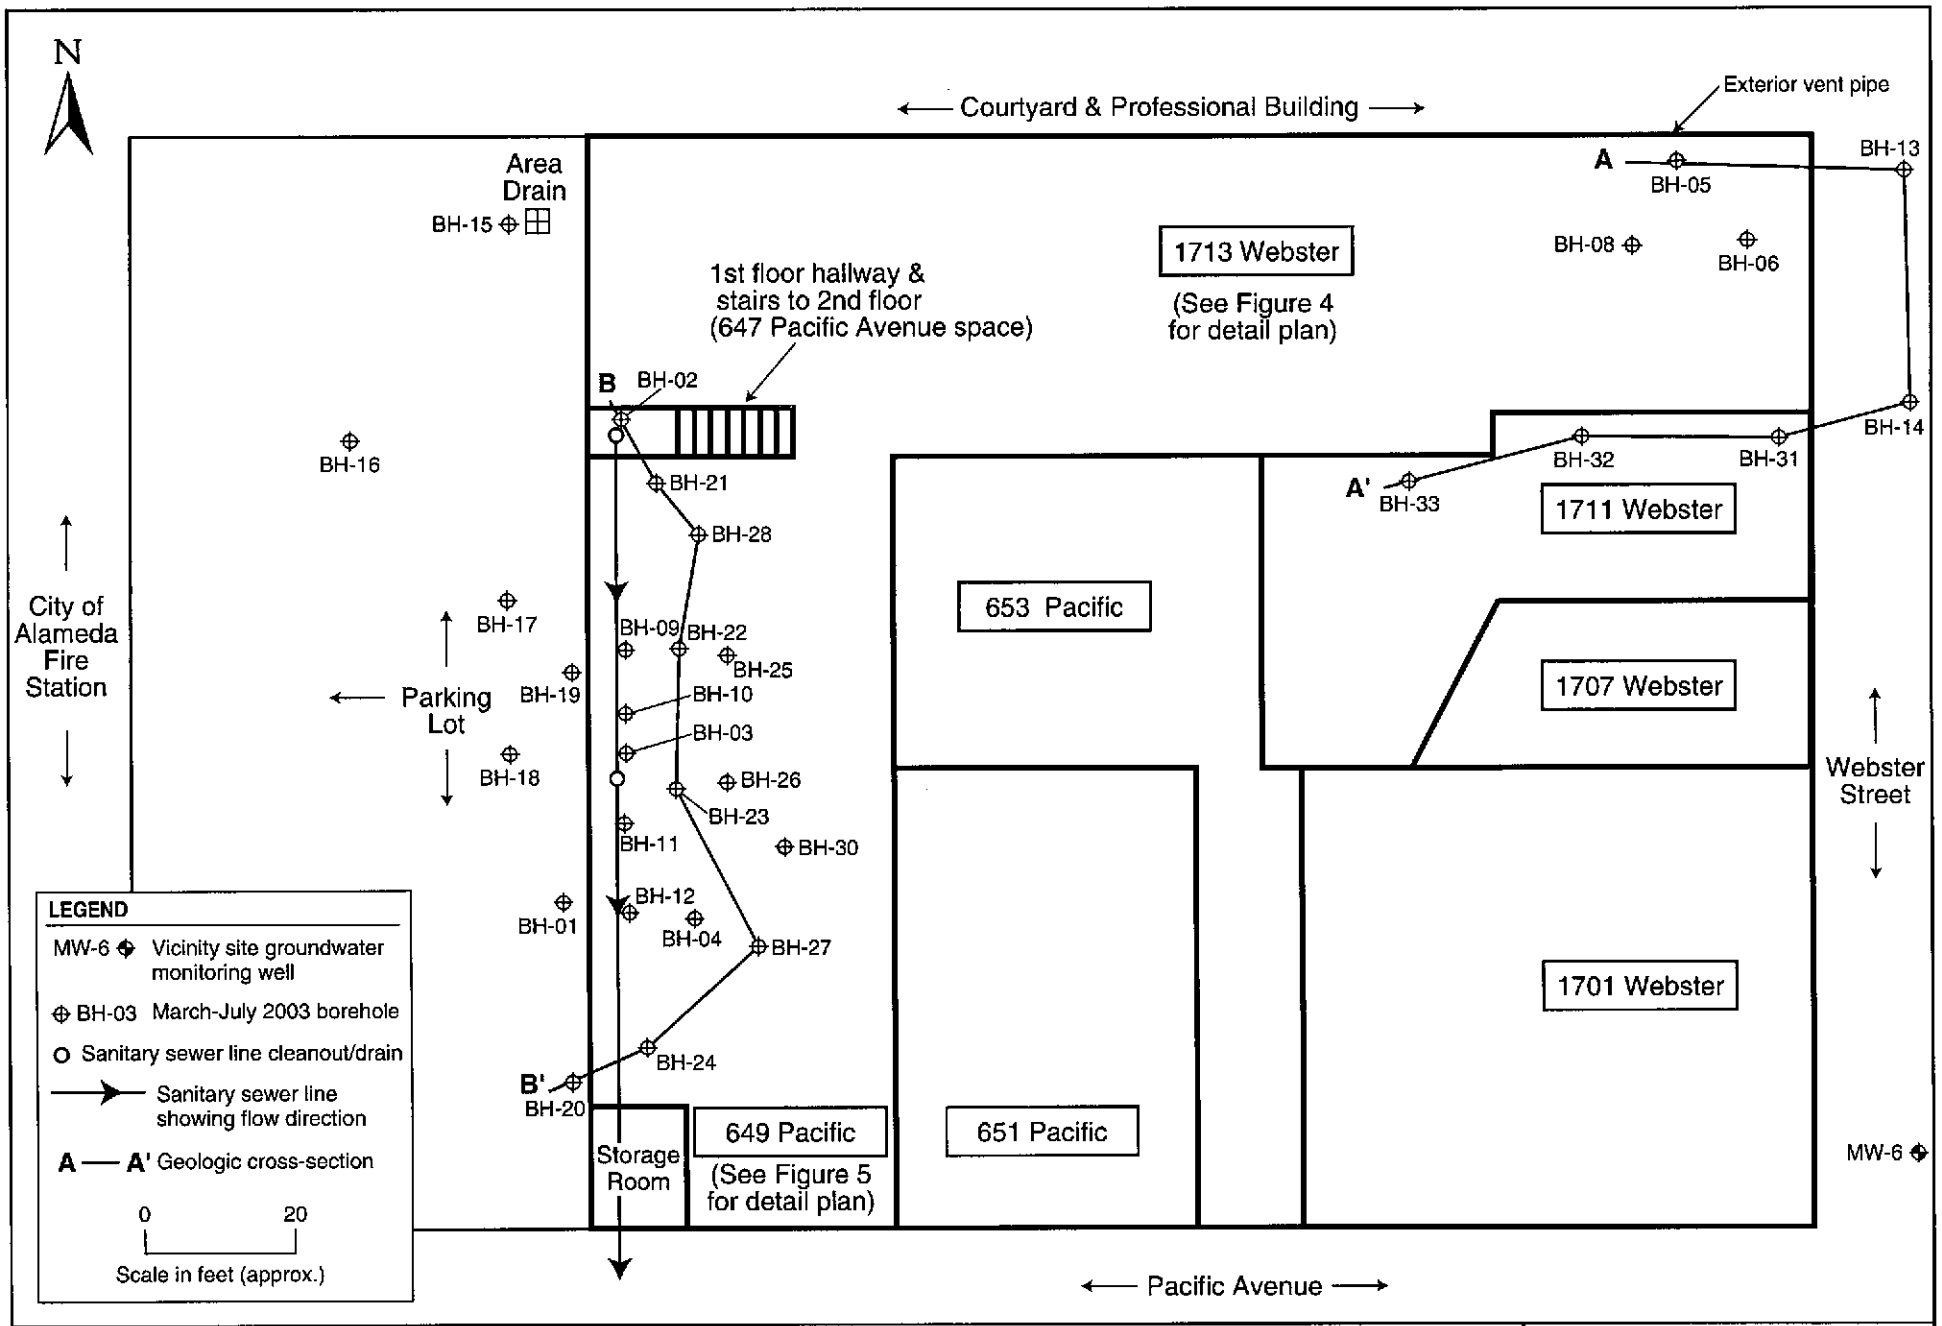 N
Exterior vent pipe
Courtyard & Professional Building
BH-13
Area
Drain
A
BH-05
BH-15
1713 Webster
BH-08
BH-06
1st floor hallway &
stairs to 2nd floor
(647 Pacific Avenue space)
(See Figure 4
for detail plan)
B
BH-02
BH-14
BH-16
BH-32
BH-31
BH-21
A'
BH-33
1711 Webster
BH-28
City of
Alameda
Fire
Station
653 Pacific
BH-17
BH-09
BH-22
BH-25
BH-19
1707 Webster
Parking
Lot
BH-10
BH-03
BH-18
BH-26
Webster
Street
BH-23
BH-11
BH-30
BH-12
BH-01
BH-04
BH-27
LEGEND
MW-6 Vicinity site groundwater
monitoring well
BH-03 March-July 2003 borehole
Sanitary sewer line cleanout/drain
Sanitary sewer line
showing flow direction
A A' Geologic cross-section
0 20
Scale in feet (approx.)
1701 Webster
BH-24
B'
BH-20
649 Pacific
(See Figure 5
for detail plan)
651 Pacific
Storage
Room
MW-6
Pacific Avenue